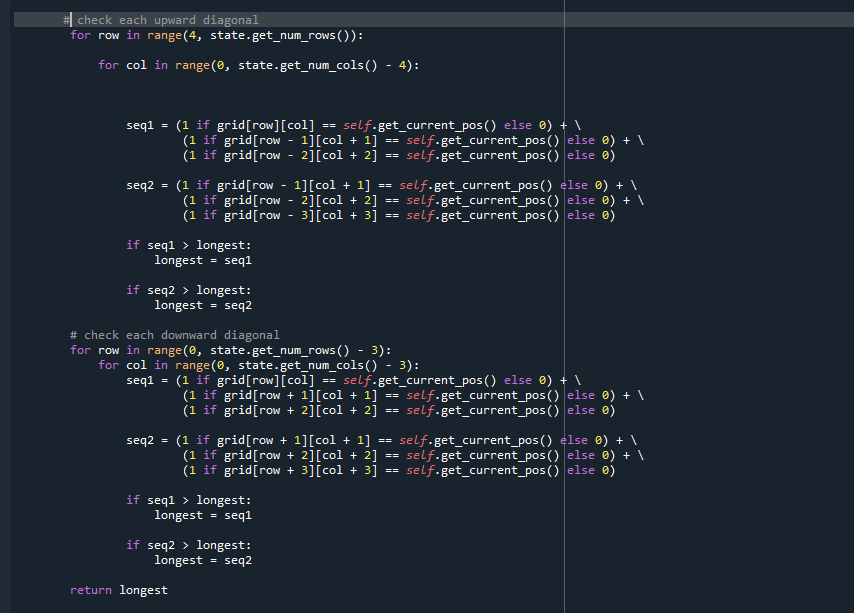 # check each upward diagonal
for row in range(4, state.get_num_rows()):
for col in range(0, state.get_num_cols() - 4):
seq1 = (1 if grid[row][col] == self.get_current_pos() else 0) + \
(1 if grid[row - 1][col + 1] == self.get_current_pos() else 0) + \
(1 if grid[row - 2][col + 2] == self.get_current_pos() else 0)
seq2 = (1 if grid[row - 1][col + 1] == self.get_current_pos() else 0) + \
(1 if grid[row - 2][col + 2] == self.get_current_pos() else 0) + \
(1 if grid[row - 3][col + 3] == self.get_current_pos() else 0)
if seq1 > longest:
longest = seq1
if seq2 > longest:
longest = seq2
# check each downward diagonal
for row in range(0, state.get_num_rows() - 3):
for col in range(0, state.get_num_cols() - 3):
seq1 = (1 if grid[row][col] == self.get_current_pos() else 0) + \
(1 if grid[row + 1][col + 1] == self.get_current_pos() else 0) + \
(1 if grid[row + 2][col + 2] == self.get_current_pos() else 0)
seq2 = (1 if grid[row + 1][col + 1] == self.get_current_pos() else 0) + \
(1 if grid[row + 2][col + 2] == self.get_current_pos() else 0) + \
(1 if grid[row + 3][col + 3] == self.get_current_pos() else 0)
if seq1 > longest:
longest = seq1
if seq2 > longest:
longest = seq2
return longest